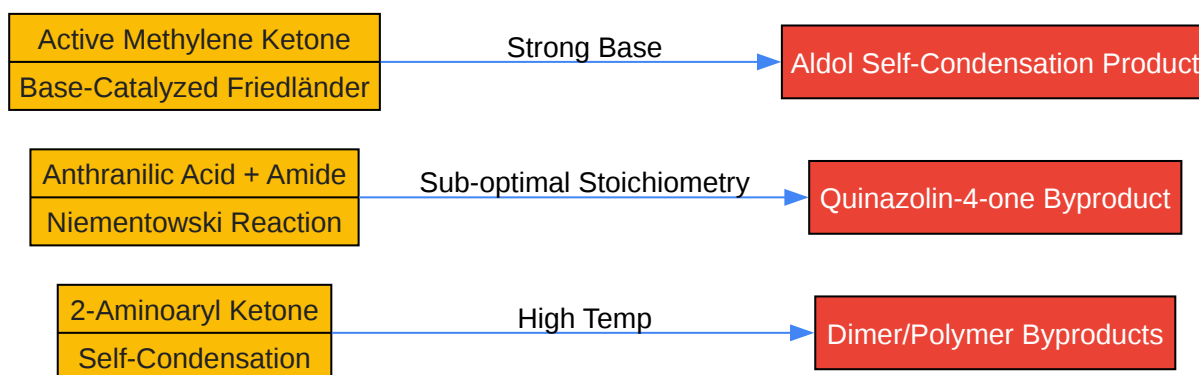 Active Methylene Ketone
Base-Catalyzed Friedländer
Strong Base
Aldol Self-Condensation Product
Anthranilic Acid + Amide
Niementowski Reaction
Sub-optimal Stoichiometry
Quinazolin-4-one Byproduct
2-Aminoaryl Ketone
Self-Condensation
High Temp
Dimer/Polymer Byproducts